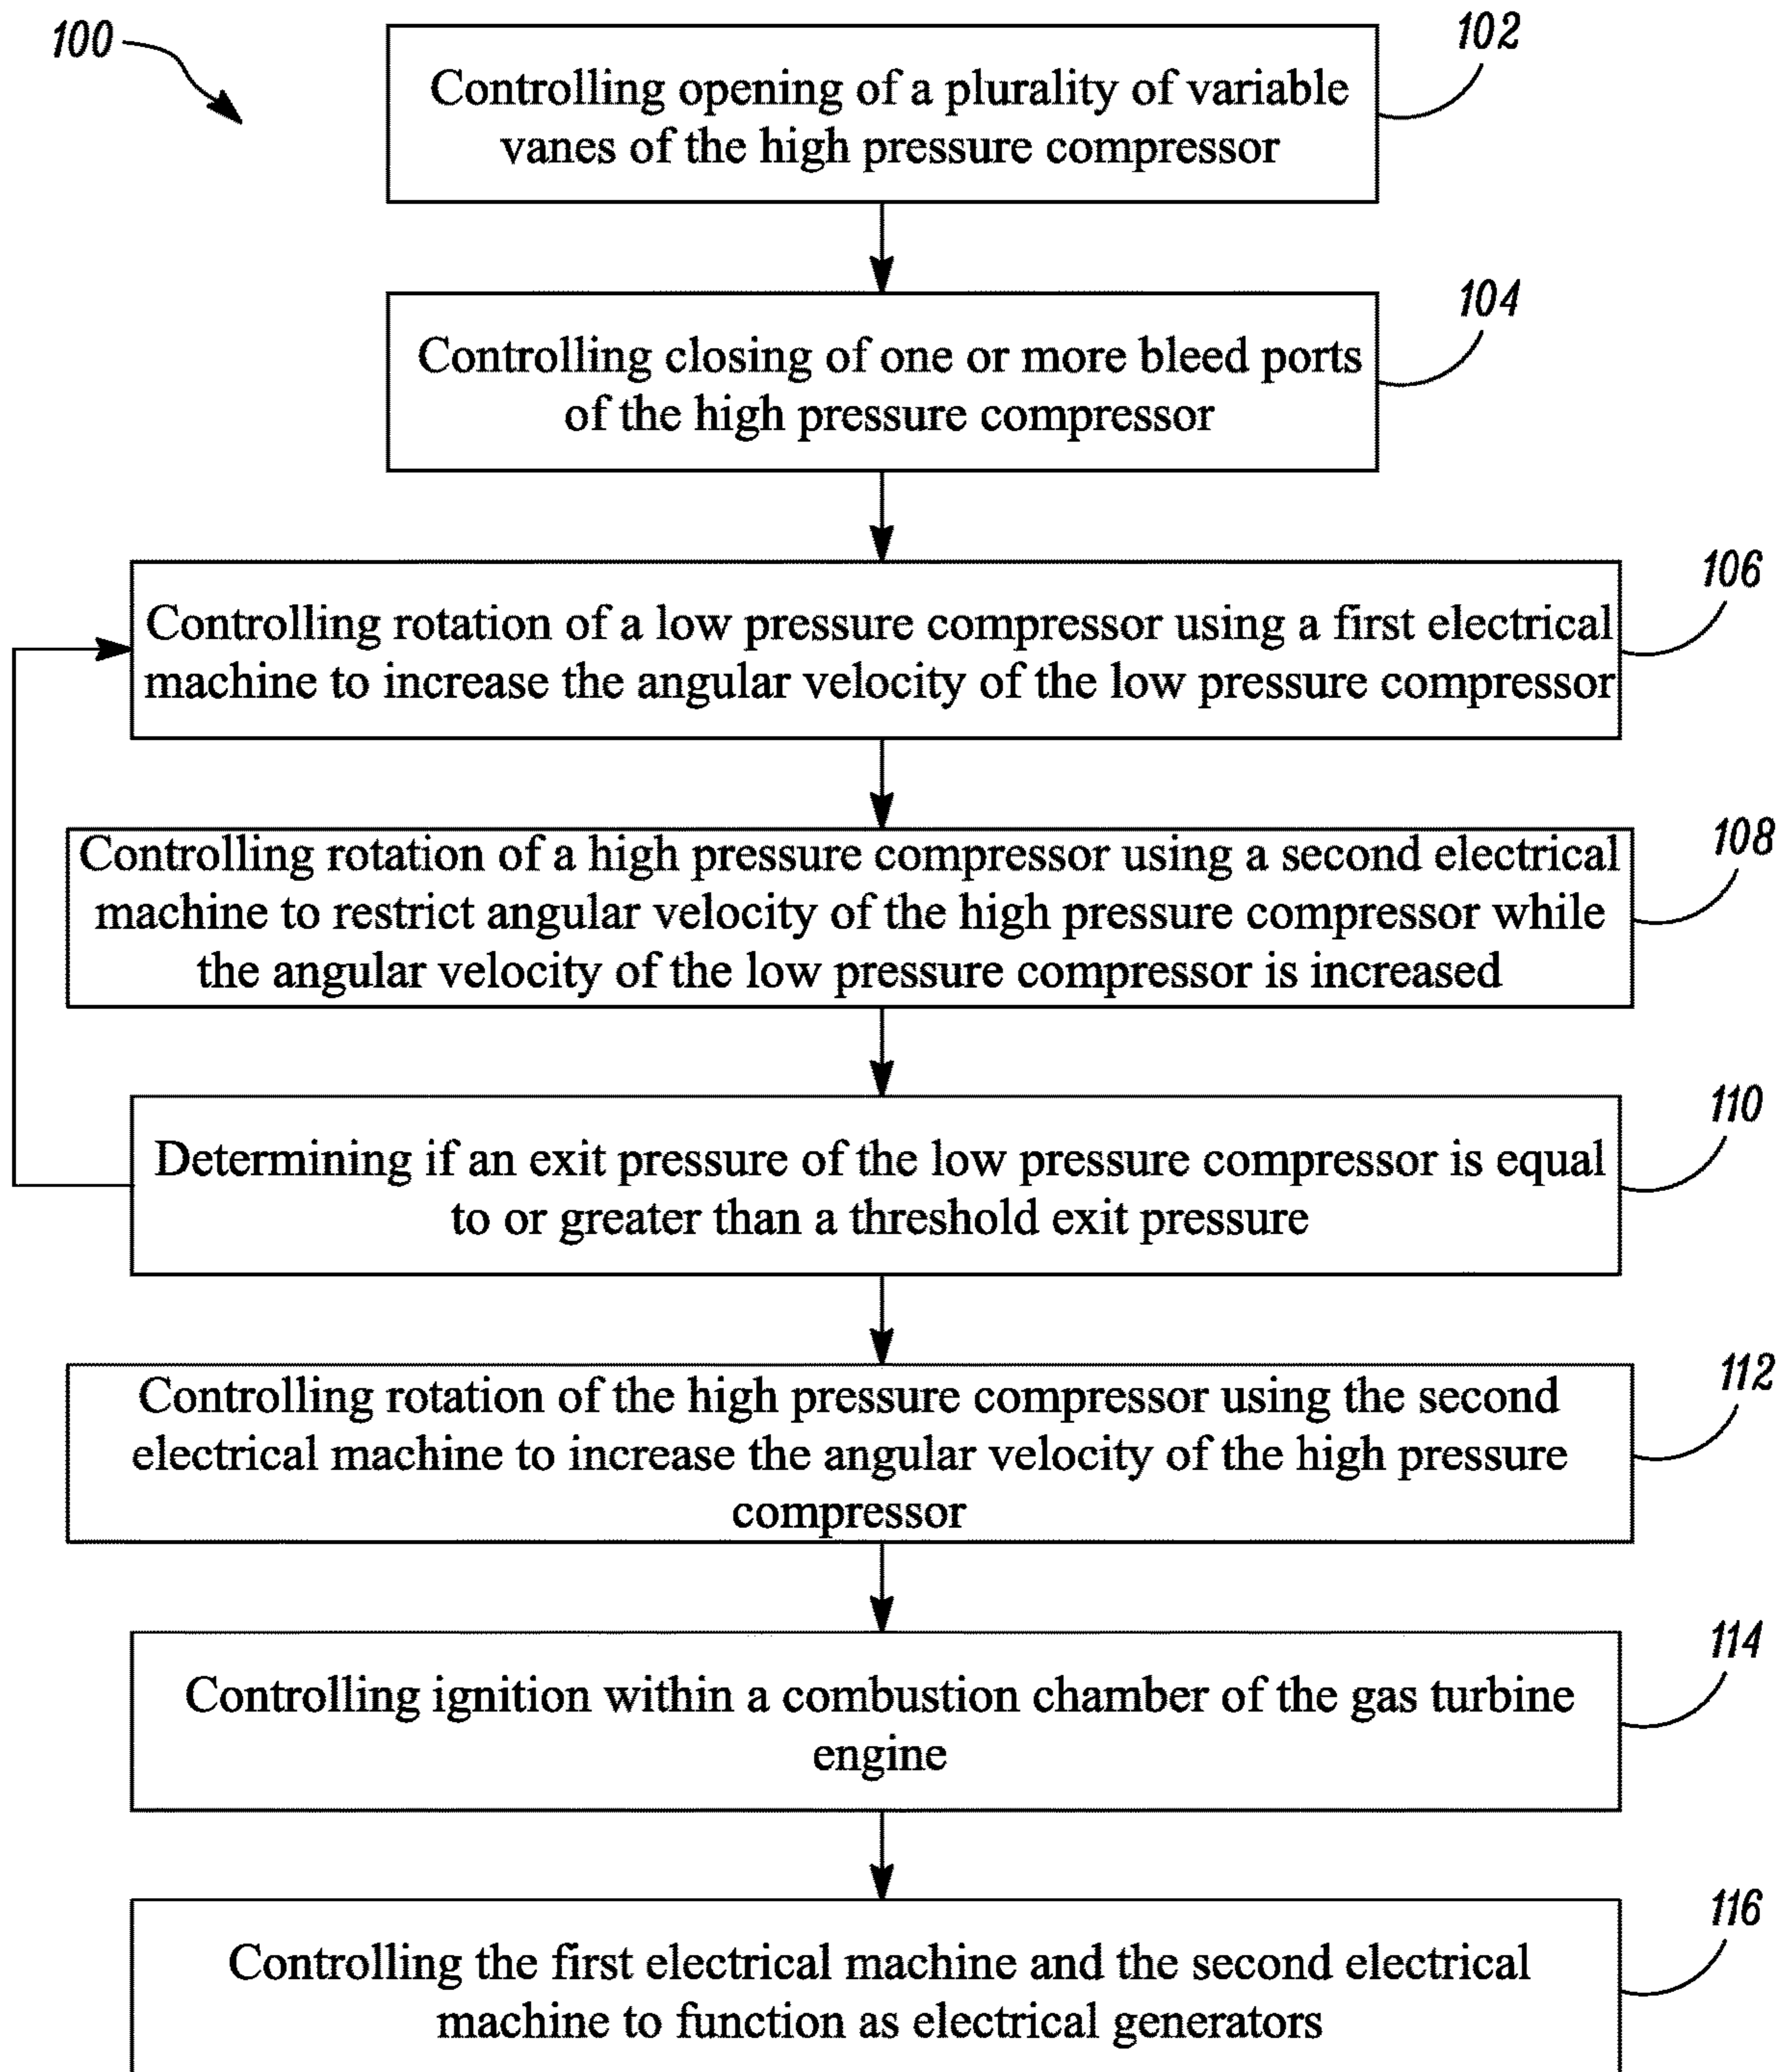 100
102
Controlling opening of a plurality of variable
vanes of the high pressure compressor
104
Controlling closing of one or more bleed ports
of the high pressure compressor
106
Controlling rotation of a low pressure compressor using a first electrical
machine to increase the angular velocity of the low pressure compressor
108
Controlling rotation of a high pressure compressor using a second electrical
machine to restrict angular velocity of the high pressure compressor while
the angular velocity of the low pressure compressor is increased
110
Determining if an exit pressure of the low pressure compressor is equal
to or greater than a threshold exit pressure
112
Controlling rotation of the high pressure compressor using the second
electrical machine to increase the angular velocity of the high pressure
compressor
114
Controlling ignition within a combustion chamber of the gas turbine
engine
116
Controlling the first electrical machine and the second electrical
machine to function as electrical generators